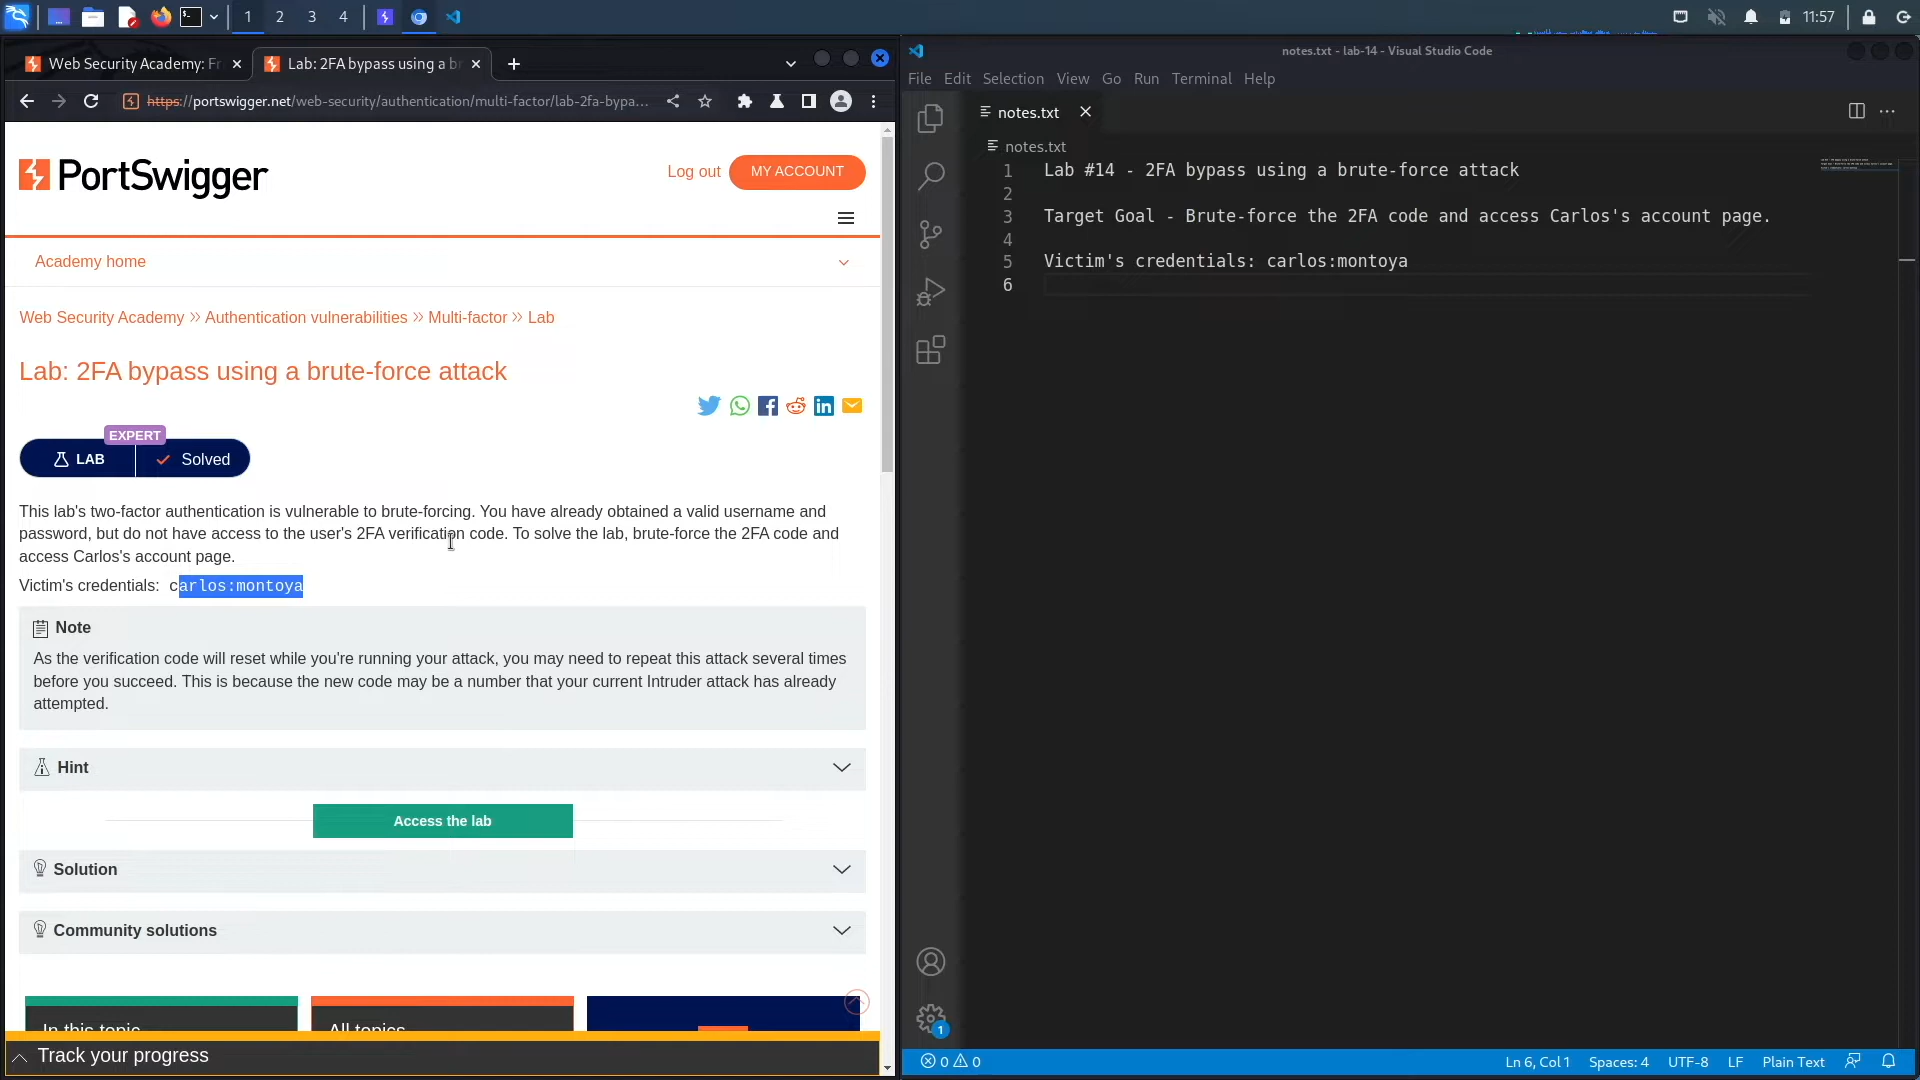 1
2
3
4
11:57
Web Security Academy: Fr
Lab: 2FA bypass using a br
https://portswigger.net/web-security/authentication/multi-factor/lab-2fa-bypa...
PortSwigger
Log out
MY ACCOUNT
Academy home
Web Security Academy » Authentication vulnerabilities » Multi-factor » Lab
Lab: 2FA bypass using a brute-force attack
EXPERT
LAB
Solved
This lab's two-factor authentication is vulnerable to brute-forcing. You have already obtained a valid username and
password, but do not have access to the user's 2FA verification code. To solve the lab, brute-force the 2FA code and
access Carlos's account page.
Victim's credentials: carlos:montoya
Note
As the verification code will reset while you're running your attack, you may need to repeat this attack several times
before you succeed. This is because the new code may be a number that your current Intruder attack has already
attempted.
Hint
Access the lab
Solution
Community solutions
In this topic
All topics
Track your progress
notes.txt - lab-14 - Visual Studio Code
File Edit Selection View Go Run Terminal Help
notes.txt
notes.txt
1 Lab #14 - 2FA bypass using a brute-force attack
2
3 Target Goal - Brute-force the 2FA code and access Carlos's account page.
4
5 Victim's credentials: carlos:montoya
6
1
0 0
Ln 6, Col 1 Spaces: 4 UTF-8 LF Plain Text